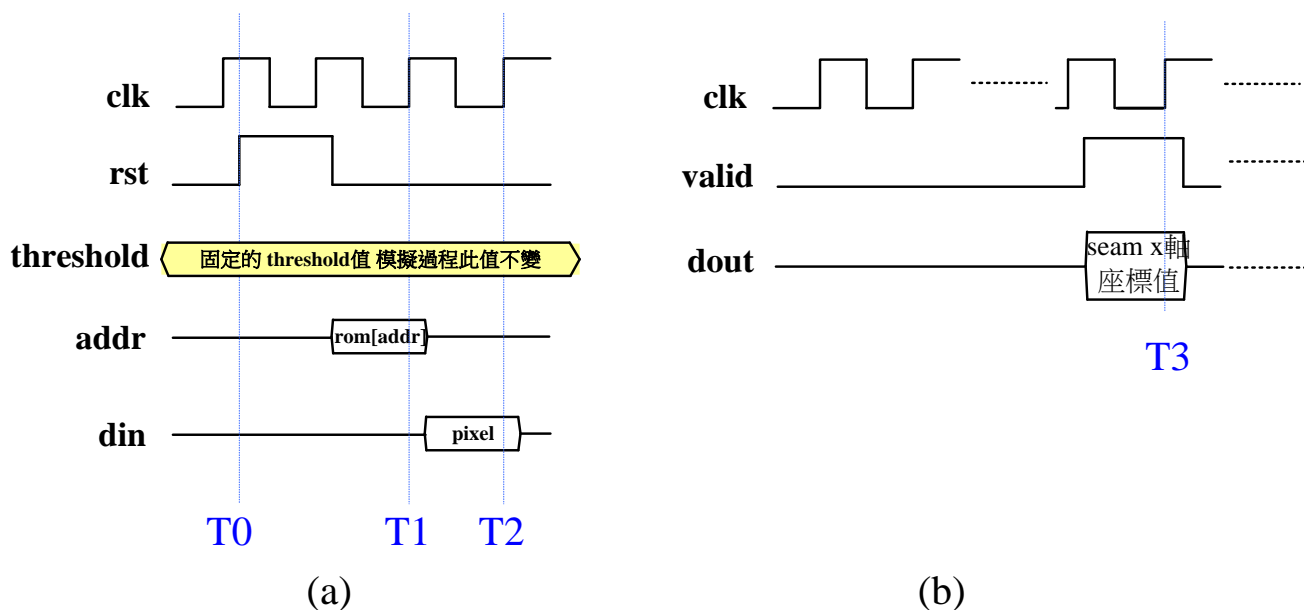 clk
rst
threshold
固定的 threshold值 模擬過程此值不變
addr
rom[addr]
din
pixel
T0
T1
T2
(a)
clk
valid
dout
seam x軸
座標值
T3
(b)